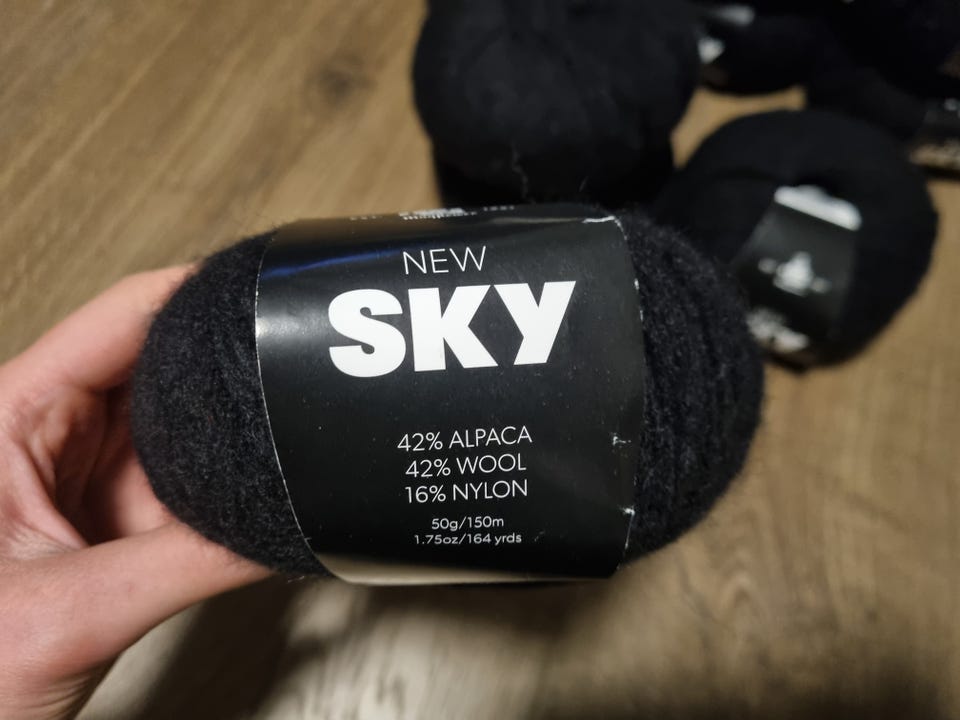 NEW
SKY
42% ALPACA
42% WOOL
16% NYLON
50g/150m
1.75oz/164 yrds